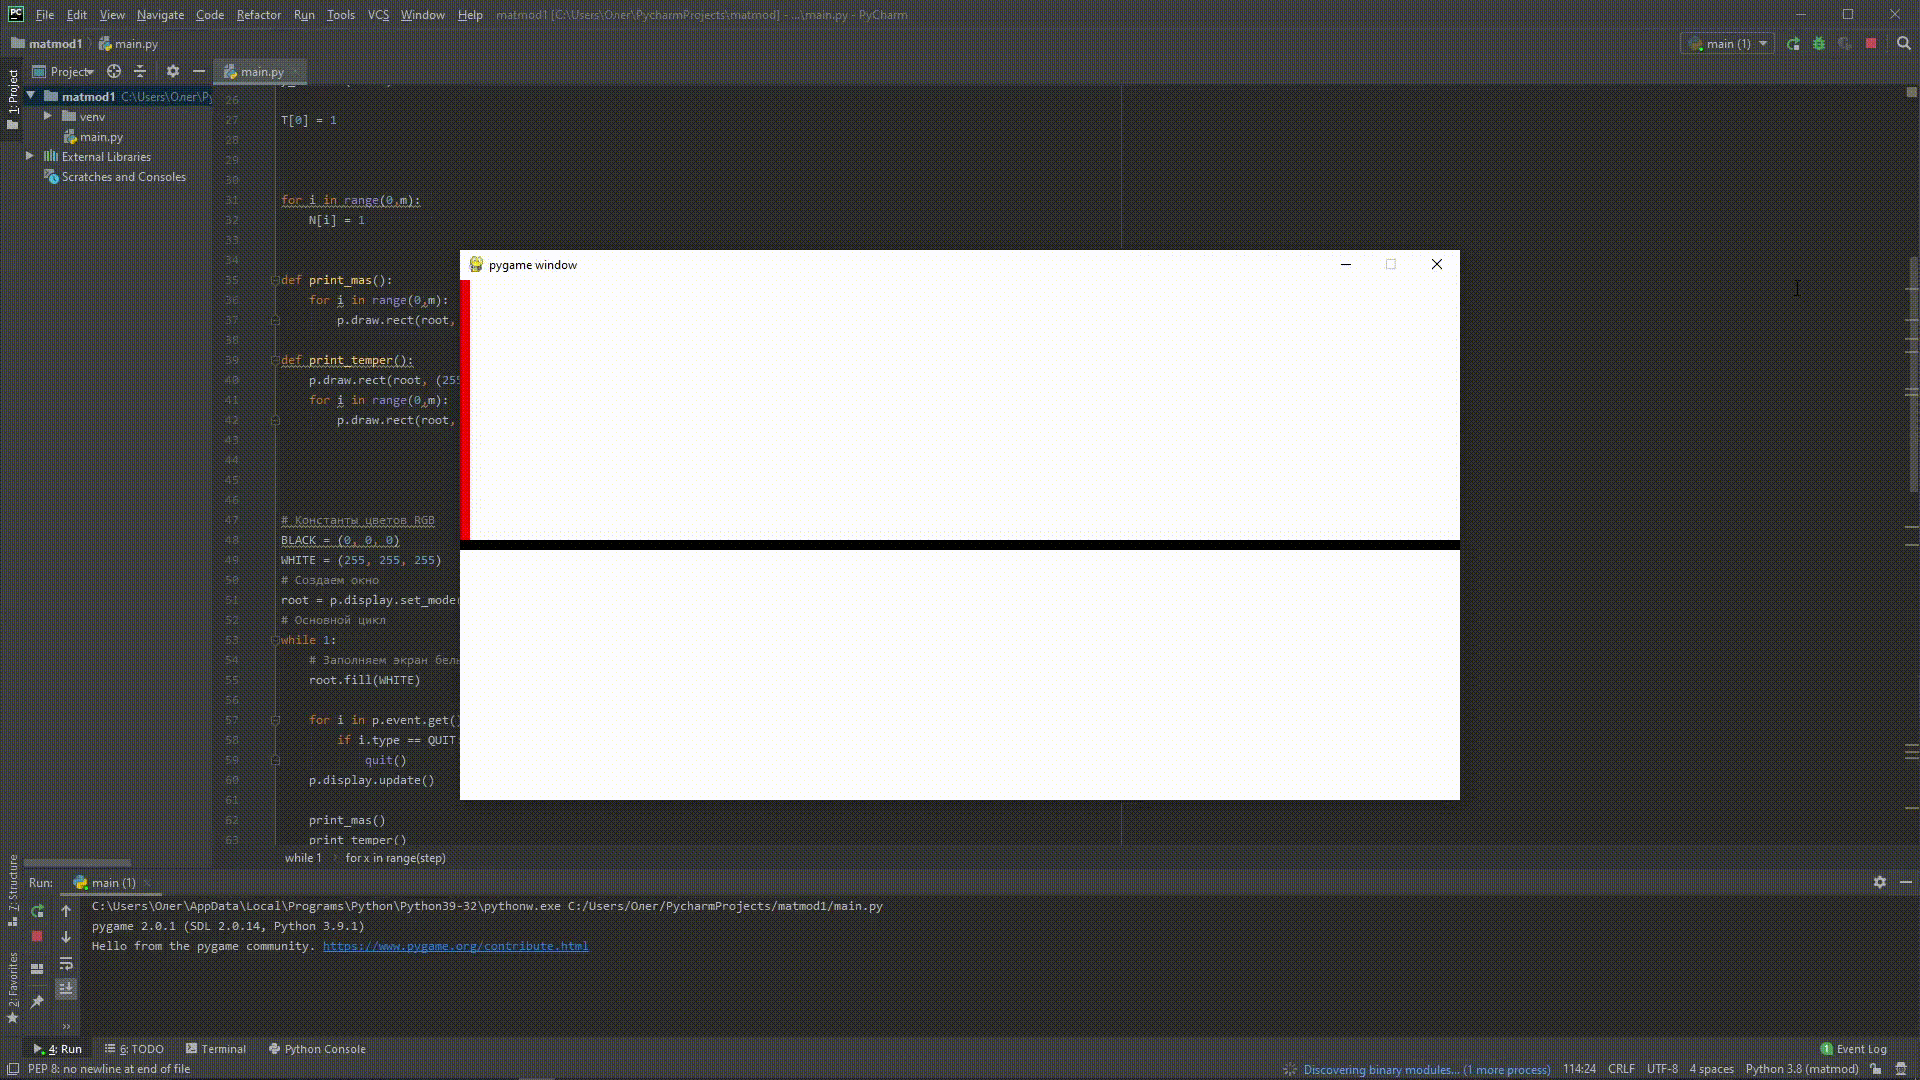 PC File Edit View Navigate Code Refactor Run Tools VCS Window Help matmod1 [C:\Users\Олег\PycharmProjects\matmod] - ...\main.py - PyCharm
matmod1 main.py main (1)
1: Project
Project main.py
matmod1 C:\Users\Олег\Py
venv
main.py
External Libraries
Scratches and Consoles
26
27 T[0] = 1
28
29
30
31 for i in range(0,m):
32 N[i] = 1
33
34
35 def print_mas():
36 for i in range(0,m):
37 p.draw.rect(root,
38
39 def print_temper():
40 p.draw.rect(root, (255
41 for i in range(0,m):
42 p.draw.rect(root,
43
44
45
46
47 # Константы цветов RGB
48 BLACK = (0, 0, 0)
49 WHITE = (255, 255, 255)
50 # Создаем окно
51 root = p.display.set_mode(
52 # Основной цикл
53 while 1:
54 # Заполняем экран бел
55 root.fill(WHITE)
56
57 for i in p.event.get()
58 if i.type == QUIT:
59 quit()
60 p.display.update()
61
62 print_mas()
63 print_temper()
pygame window
while 1 for x in range(step)
7: Structure
2: Favorites
Run: main (1)
C:\Users\Олег\AppData\Local\Programs\Python\Python39-32\pythonw.exe C:/Users/Олег/PycharmProjects/matmod1/main.py
pygame 2.0.1 (SDL 2.0.14, Python 3.9.1)
Hello from the pygame community. https://www.pygame.org/contribute.html
4: Run 6: TODO Terminal Python Console 1 Event Log
PEP 8: no newline at end of file Discovering binary modules... (1 more process) 114:24 CRLF UTF-8 4 spaces Python 3.8 (matmod)